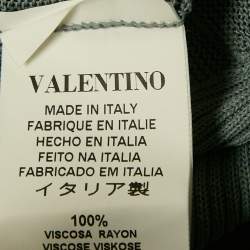 VALENTINO
MADE IN ITALY
FABRIQUE EN ITALIE
HECHO EN ITALIA
FEITO NA ITALIA
FABRICADO EM ITALIA
イタリア製
100%
VISCOSA RAYON
VISCOSE VISKOSE